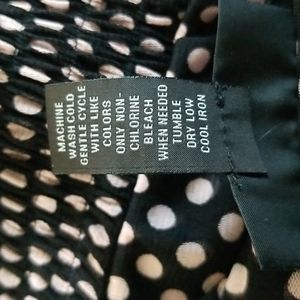 MACHINE
WASH COLD
GENTLE CYCLE
WITH LIKE
COLORS
ONLY NON-
CHLORINE
BLEACH
WHEN NEEDED
TUMBLE
DRY LOW
COOL IRON